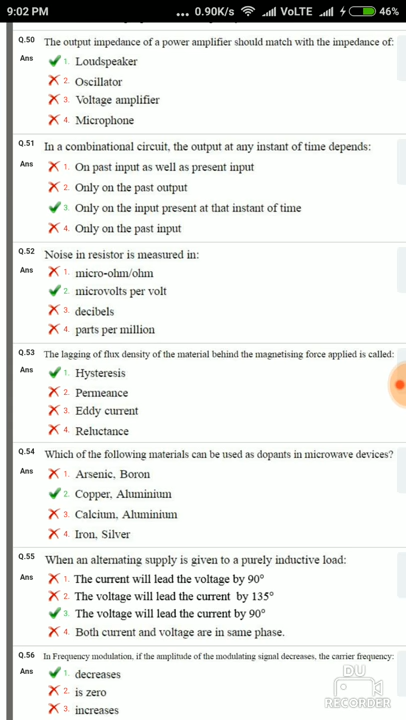 9:02 PM
... 0.90K/s VoLTE 46%
Q.50 The output impedance of a power amplifier should match with the impedance of:
Ans 1. Loudspeaker
2. Oscillator
3. Voltage amplifier
4. Microphone
Q.51 In a combinational circuit, the output at any instant of time depends:
Ans 1. On past input as well as present input
2. Only on the past output
3. Only on the input present at that instant of time
4. Only on the past input
Q.52 Noise in resistor is measured in:
Ans 1. micro-ohm/ohm
2. microvolts per volt
3. decibels
4. parts per million
Q.53 The lagging of flux density of the material behind the magnetising force applied is called:
Ans 1. Hysteresis
2. Permeance
3. Eddy current
4. Reluctance
Q.54 Which of the following materials can be used as dopants in microwave devices?
Ans 1. Arsenic, Boron
2. Copper, Aluminium
3. Calcium, Aluminium
4. Iron, Silver
Q.55 When an alternating supply is given to a purely inductive load:
Ans 1. The current will lead the voltage by 90°
2. The voltage will lead the current by 135°
3. The voltage will lead the current by 90°
4. Both current and voltage are in same phase.
Q.56 In Frequency modulation, if the amplitude of the modulating signal decreases, the carrier frequency:
Ans 1. decreases
2. is zero
3. increases
DU
RECORDER